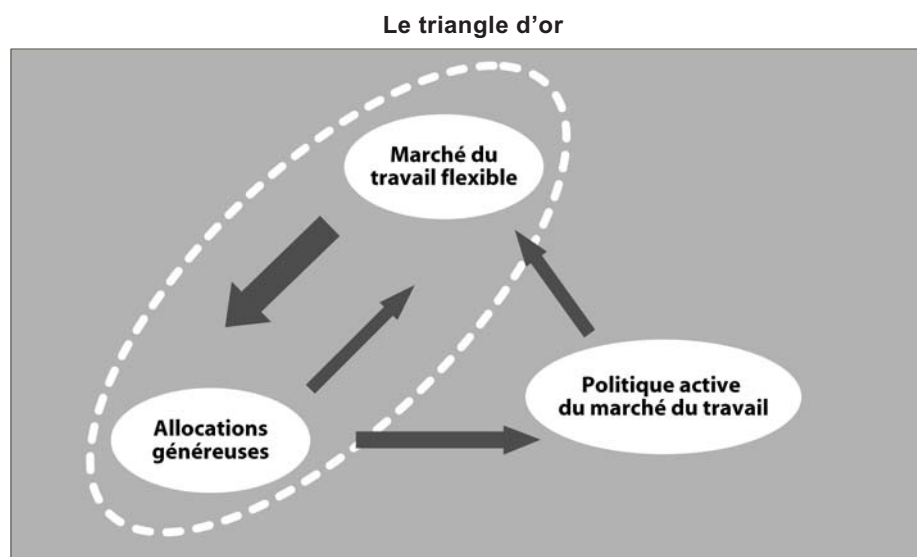 Le triangle d’or
Marché du
travail flexible
Politique active
du marché du travail
Allocations
généreuses